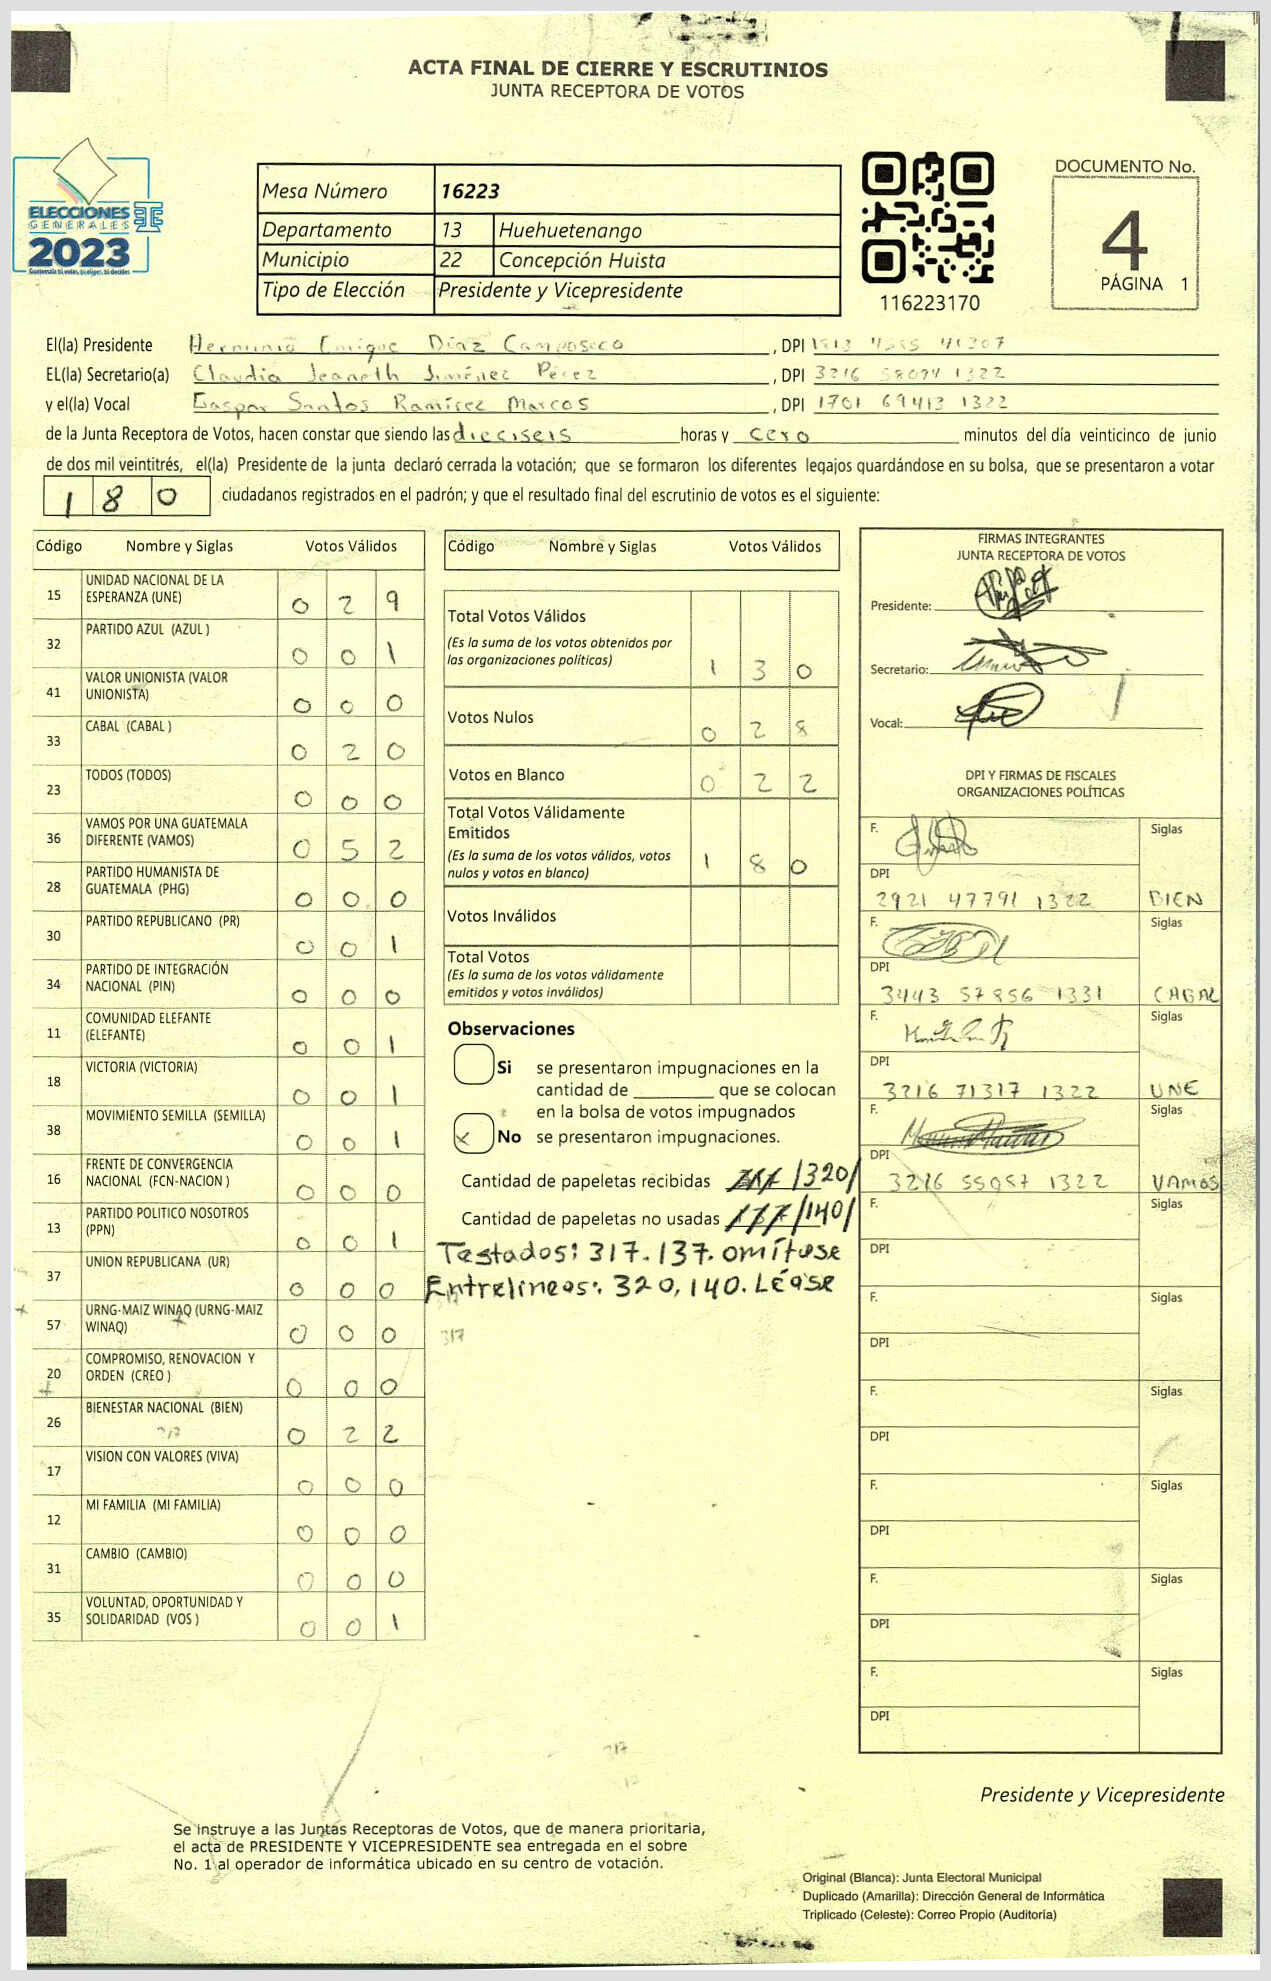 ACTA FINAL DE CIERRE Y ESCRUTINIOS
JUNTA RECEPTORA DE VOTOS
ELECCIONES
GENERALES
2023
Mesa Número 16223
Departamento 13 Huehuetenango
Municipio 22 Concepción Huista
Tipo de Elección Presidente y Vicepresidente
116223170
DOCUMENTO No.
4
PÁGINA 1
El(la) Presidente Herminio Enrique Díaz Camposeco, DPI
EL(la) Secretario(a) Claudia Jeaneth Jiménez Pérez, DPI 3216 58094 1322
y el(la) Vocal Gaspar Santos Ramírez Marcos, DPI 1701 69413 1322
de la Junta Receptora de Votos, hacen constar que siendo las dieciseis horas y cero minutos del día veinticinco de junio
de dos mil veintitrés, el(la) Presidente de la junta declaró cerrada la votación; que se formaron los diferentes legajos guardándose en su bolsa, que se presentaron a votar
180 ciudadanos registrados en el padrón; y que el resultado final del escrutinio de votos es el siguiente:
Código Nombre y Siglas Votos Válidos
15 UNIDAD NACIONAL DE LA ESPERANZA (UNE) 0 2 9
32 PARTIDO AZUL (AZUL ) 0 0 1
41 VALOR UNIONISTA (VALOR UNIONISTA) 0 0 0
33 CABAL (CABAL ) 0 2 0
23 TODOS (TODOS) 0 0 0
36 VAMOS POR UNA GUATEMALA DIFERENTE (VAMOS) 0 5 2
28 PARTIDO HUMANISTA DE GUATEMALA (PHG) 0 0 0
30 PARTIDO REPUBLICANO (PR) 0 0 1
34 PARTIDO DE INTEGRACIÓN NACIONAL (PIN) 0 0 0
11 COMUNIDAD ELEFANTE (ELEFANTE) 0 0 1
18 VICTORIA (VICTORIA) 0 0 1
38 MOVIMIENTO SEMILLA (SEMILLA) 0 0 1
16 FRENTE DE CONVERGENCIA NACIONAL (FCN-NACION ) 0 0 0
13 PARTIDO POLITICO NOSOTROS (PPN) 0 0 1
37 UNION REPUBLICANA (UR) 0 0 0
57 URNG-MAIZ WINAQ (URNG-MAIZ WINAQ) 0 0 0
20 COMPROMISO, RENOVACION Y ORDEN (CREO ) 0 0 0
26 BIENESTAR NACIONAL (BIEN) 0 2 2
17 VISION CON VALORES (VIVA) 0 0 0
12 MI FAMILIA (MI FAMILIA) 0 0 0
31 CAMBIO (CAMBIO) 0 0 0
35 VOLUNTAD, OPORTUNIDAD Y SOLIDARIDAD (VOS ) 0 0 1
Código Nombre y Siglas Votos Válidos
Total Votos Válidos
(Es la suma de los votos obtenidos por
las organizaciones políticas) 1 3 0
Votos Nulos 0 2 8
Votos en Blanco 0 2 2
Total Votos Válidamente
Emitidos
(Es la suma de los votos válidos, votos
nulos y votos en blanco) 1 8 0
Votos Inválidos
Total Votos
(Es la suma de los votos válidamente
emitidos y votos inválidos)
Observaciones
Si se presentaron impugnaciones en la
cantidad de ________ que se colocan
en la bolsa de votos impugnados
No se presentaron impugnaciones.
Cantidad de papeletas recibidas /320/
Cantidad de papeletas no usadas /140/
Testados: 317. 137. omítase
Entrelineas: 320, 140. Léase
317
FIRMAS INTEGRANTES
JUNTA RECEPTORA DE VOTOS
Presidente:
Secretario:
Vocal:
DPI Y FIRMAS DE FISCALES
ORGANIZACIONES POLÍTICAS
F. Siglas
DPI
2921 47791 1322 BIEN
F. Siglas
DPI
3443 57856 1331 CABAL
F. Siglas
DPI
3216 71317 1322 UNE
F. Siglas
DPI
3216 55057 1322 VAMOS
F. Siglas
DPI
F. Siglas
DPI
F. Siglas
DPI
F. Siglas
DPI
F. Siglas
DPI
F. Siglas
DPI
317
Presidente y Vicepresidente
Se instruye a las Juntas Receptoras de Votos, que de manera prioritaria,
el acta de PRESIDENTE Y VICEPRESIDENTE sea entregada en el sobre
No. 1 al operador de informática ubicado en su centro de votación.
Original (Blanca): Junta Electoral Municipal
Duplicado (Amarilla): Dirección General de Informática
Triplicado (Celeste): Correo Propio (Auditoría)